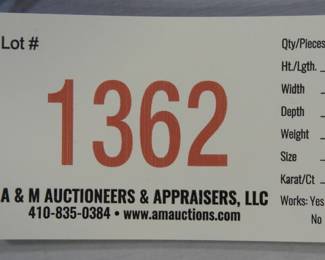 Lot #
1362
A & M AUCTIONEERS & APPRAISERS, LLC
410-835-0384 • www.amauctions.com
Qty/Pieces
Ht./Lgth.
Width
Depth
Weight
Size
Karat/Ct
Works: Yes
No